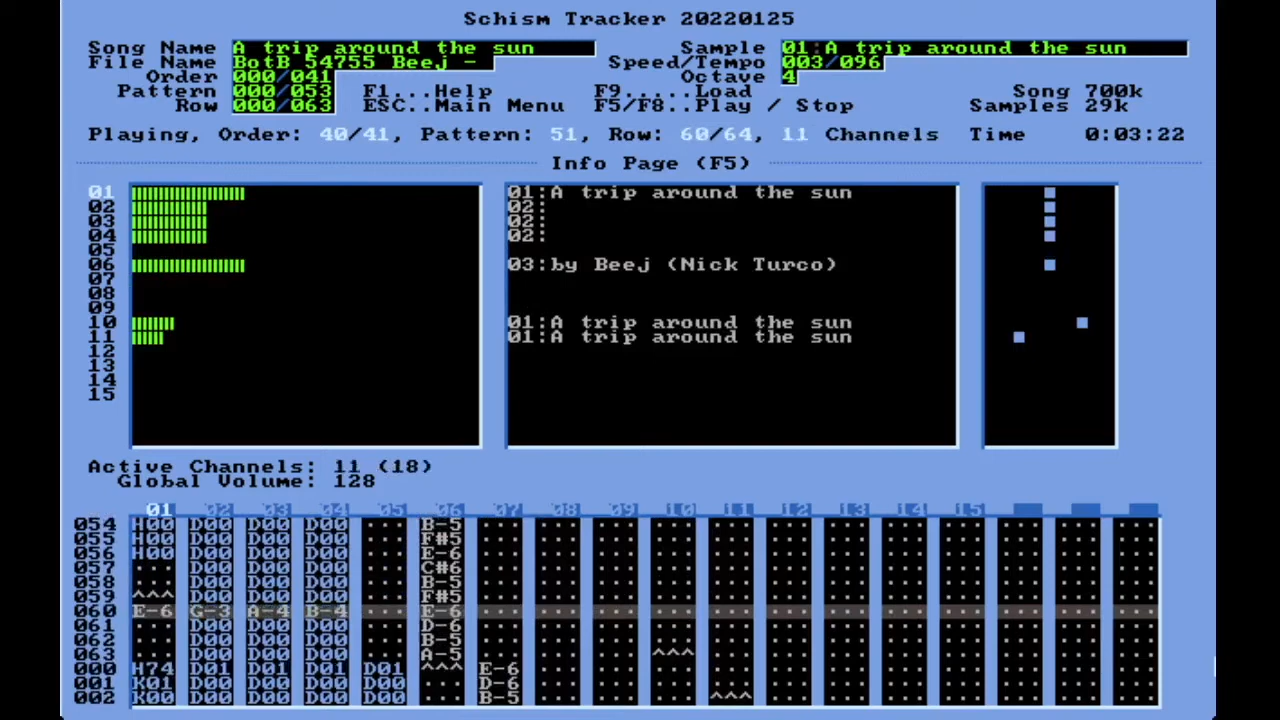 Schism Tracker 20220125
Song Name A trip around the sun Sample 01:A trip around the sun
File Name BotB 54755 Beej - Speed/Tempo 003/096
Order 000/041 Octave 4
Pattern 000/053 F1...Help F9.....Load Song 700k
Row 000/063 ESC..Main Menu F5/F8..Play / Stop Samples 29k
Playing, Order: 40/41, Pattern: 51, Row: 60/64, 11 Channels Time 0:03:22
Info Page (F5)
01 01:A trip around the sun
02 02:
03 02:
04 02:
05
06 03:by Beej (Nick Turco)
07
08
09
10 01:A trip around the sun
11 01:A trip around the sun
12
13
14
15
Active Channels: 11 (18)
Global Volume: 128
01 02 03 04 05 06 07 08 09 10 11 12 13 14 15
054 H00 D00 D00 D00 ... B-5 ... ... ... ... ... ... ... ... ... ... ... ...
055 H00 D00 D00 D00 ... F#5 ... ... ... ... ... ... ... ... ... ... ... ...
056 H00 D00 D00 D00 ... E-6 ... ... ... ... ... ... ... ... ... ... ... ...
057 ... D00 D00 D00 ... C#6 ... ... ... ... ... ... ... ... ... ... ... ...
058 ... D00 D00 D00 ... B-5 ... ... ... ... ... ... ... ... ... ... ... ...
059 ^^^ D00 D00 D00 ... F#5 ... ... ... ... ... ... ... ... ... ... ... ...
060 E-6 G-3 A-4 B-4 ... E-6 ... ... ... ... ... ... ... ... ... ... ... ...
061 ... D00 D00 D00 ... D-6 ... ... ... ... ... ... ... ... ... ... ... ...
062 ... D00 D00 D00 ... B-5 ... ... ... ... ... ... ... ... ... ... ... ...
063 ... D00 D00 D00 ... A-5 ... ... ... ^^^ ... ... ... ... ... ... ... ...
000 H74 D01 D01 D01 D01 ^^^ E-6 ... ... ... ... ... ... ... ... ... ... ...
001 K01 D00 D00 D00 D00 ... D-6 ... ... ... ... ... ... ... ... ... ... ...
002 K00 D00 D00 D00 D00 ... B-5 ... ... ... ^^^ ... ... ... ... ... ... ...